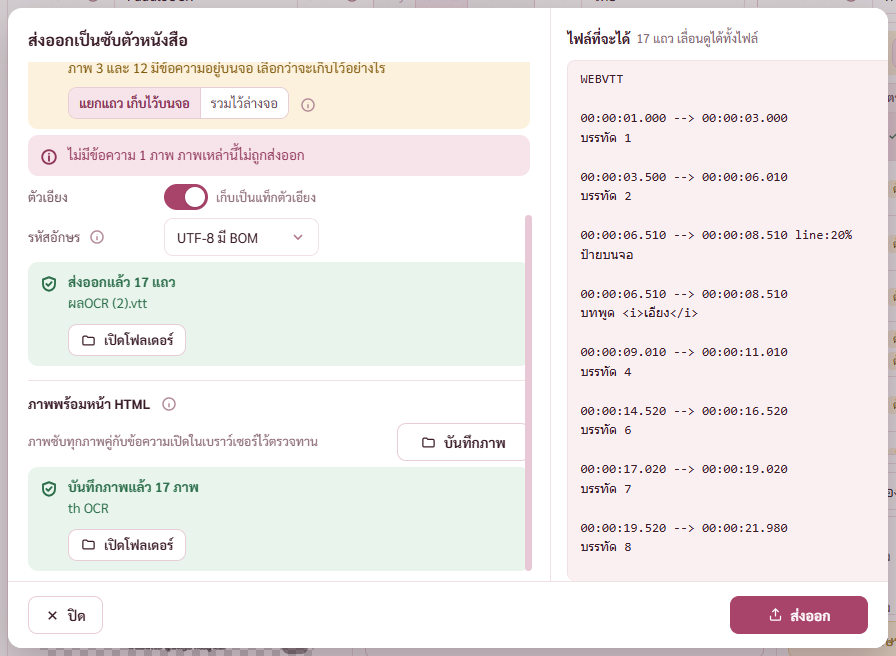 ส่งออกเป็นซับตัวหนังสือ
ภาพ 3 และ 12 มีข้อความอยู่บนจอ เลือกว่าจะเก็บไว้อย่างไร
แยกแถว เก็บไว้บนจอ
รวมไว้ล่างจอ
ไม่มีข้อความ 1 ภาพ ภาพเหล่านี้ไม่ถูกส่งออก
ตัวเอียง
เก็บเป็นแท็กตัวเอียง
รหัสอักษร
UTF-8 มี BOM
ส่งออกแล้ว 17 แถว
ผลOCR (2).vtt
เปิดโฟลเดอร์
ภาพพร้อมหน้า HTML
ภาพซับทุกภาพคู่กับข้อความเปิดในเบราว์เซอร์ไว้ตรวจทาน
บันทึกภาพ
บันทึกภาพแล้ว 17 ภาพ
th OCR
เปิดโฟลเดอร์
ไฟล์ที่จะได้ 17 แถว เลื่อนดูได้ทั้งไฟล์
WEBVTT
00:00:01.000 --> 00:00:03.000
บรรทัด 1
00:00:03.500 --> 00:00:06.010
บรรทัด 2
00:00:06.510 --> 00:00:08.510 line:20%
ป้ายบนจอ
00:00:06.510 --> 00:00:08.510
บทพูด <i>เอียง</i>
00:00:09.010 --> 00:00:11.010
บรรทัด 4
00:00:14.520 --> 00:00:16.520
บรรทัด 6
00:00:17.020 --> 00:00:19.020
บรรทัด 7
00:00:19.520 --> 00:00:21.980
บรรทัด 8
ปิด
ส่งออก